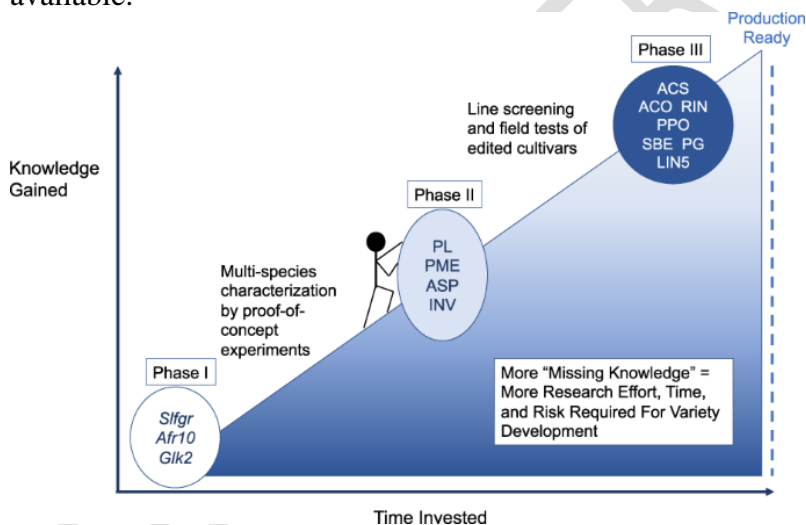 available.
Production
Ready
Phase III
ACS
ACO RIN
PPO
SBE PG
LIN5
Line screening
and field tests of
edited cultivars
Knowledge
Gained
Phase II
PL
PME
ASP
INV
Multi-species
characterization
by proof-of-
concept
experiments
Phase I
Slfgr
Afr10
Glk2
More “Missing Knowledge” =
More Research Effort, Time,
and Risk Required For Variety
Development
Time Invested